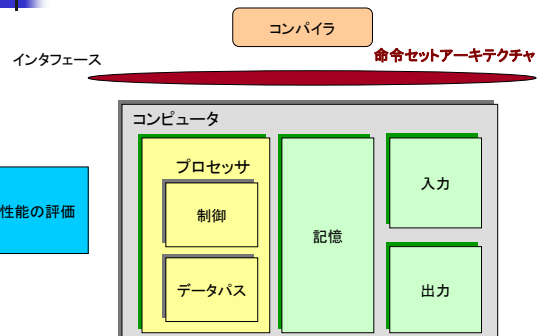 コンパイラ
インタフェース
命令セットアーキテクチャ
コンピュータ
プロセッサ
制御
データパス
記憶
入力
出力
性能の評価